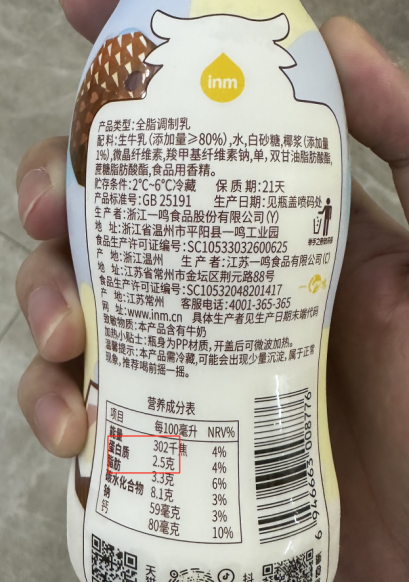 inm
产品类型:全脂调制乳
配料:生牛乳(添加量≥80%),水,白砂糖,椰浆(添加量
1%),微晶纤维素,羧甲基纤维素钠,单,双甘油脂肪酸酯,
蔗糖脂肪酸酯,食品用香精。
贮存条件:2℃~6℃冷藏 保质期:21天
产品标准号:GB 25191 生产日期:见瓶盖喷码处
生产者:浙江一鸣食品股份有限公司(Y)
地址:浙江省温州市平阳县一鸣工业园
食品生产许可证编号:SC10533032600625
产地:浙江温州 生产者:江苏一鸣食品有限公司(C)
地址:江苏省常州市金坛区荆元路88号
食品生产许可证编号:SC10532048201417
产地:江苏常州 客服电话:4001-365-365
网址:www.inm.cn 具体生产者见生产日期末端代码
致敏物质:本产品含有牛奶
加热小贴士:瓶身为PP材质,开盖后可微波加热。
温馨提示:本产品需冷藏,可能会出现少量沉淀,属于正常
现象,推荐喝前摇一摇。
营养成分表
项目 每100毫升 NRV%
能量 302千焦 4%
蛋白质 2.5克 4%
脂肪 3.3克 6%
碳水化合物 8.1克 3%
钠 59毫克 3%
钙 80毫克 10%
6 946663 008776